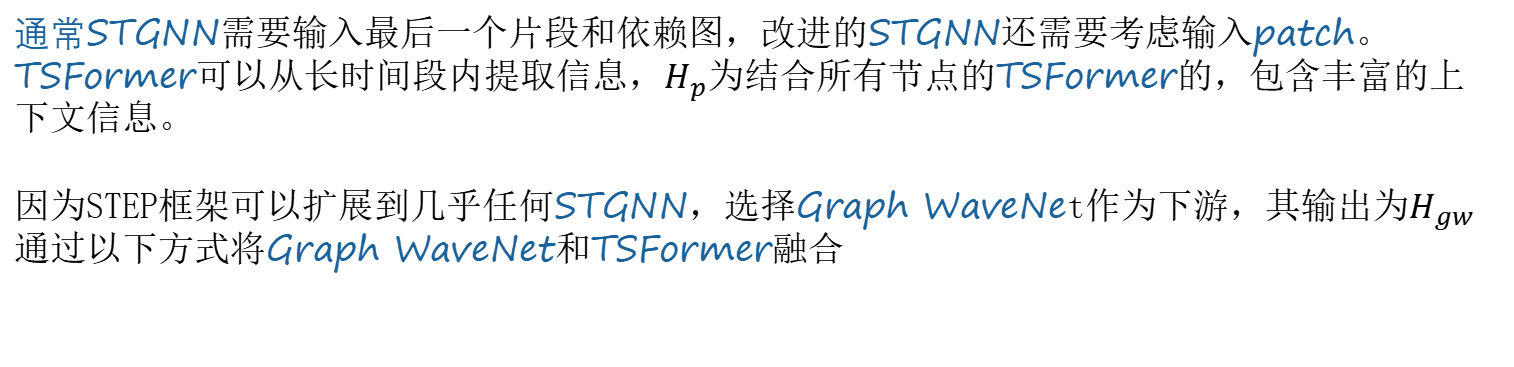 通常STGNN需要输入最后一个片段和依赖图，改进的STGNN还需要考虑输入patch。
TSFormer可以从长时间段内提取信息，H_p为结合所有节点的TSFormer的，包含丰富的上
下文信息。
因为STEP框架可以扩展到几乎任何STGNN，选择Graph WaveNet作为下游，其输出为H_gw
通过以下方式将Graph WaveNet和TSFormer融合